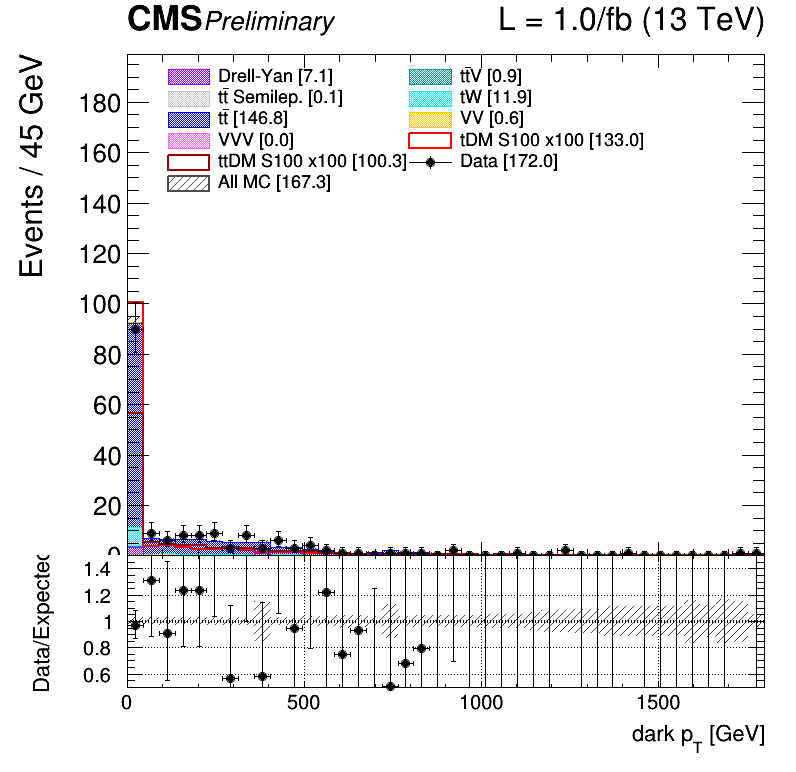 CMS Preliminary L = 1.0/fb (13 TeV)
Events / 45 GeV
Drell-Yan [7.1] tt̄V [0.9]
tt̄ Semilep. [0.1] tW [11.9]
tt̄ [146.8] VV [0.6]
VVV [0.0] tDM S100 x100 [133.0]
ttDM S100 x100 [100.3] Data [172.0]
All MC [167.3]
180
160
140
120
100
80
60
40
20
0
Data/Expected
1.4
1.2
1
0.8
0.6
0 500 1000 1500
dark p_T [GeV]